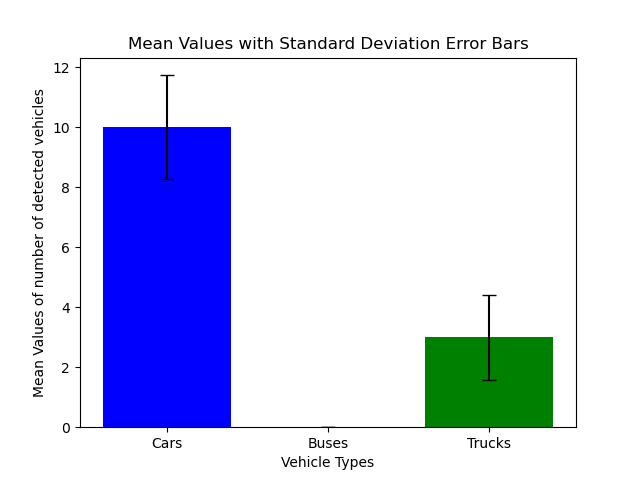 Mean Values with Standard Deviation Error Bars
Mean Values of number of detected vehicles
12
10
8
6
4
2
0
Cars
Buses
Trucks
Vehicle Types